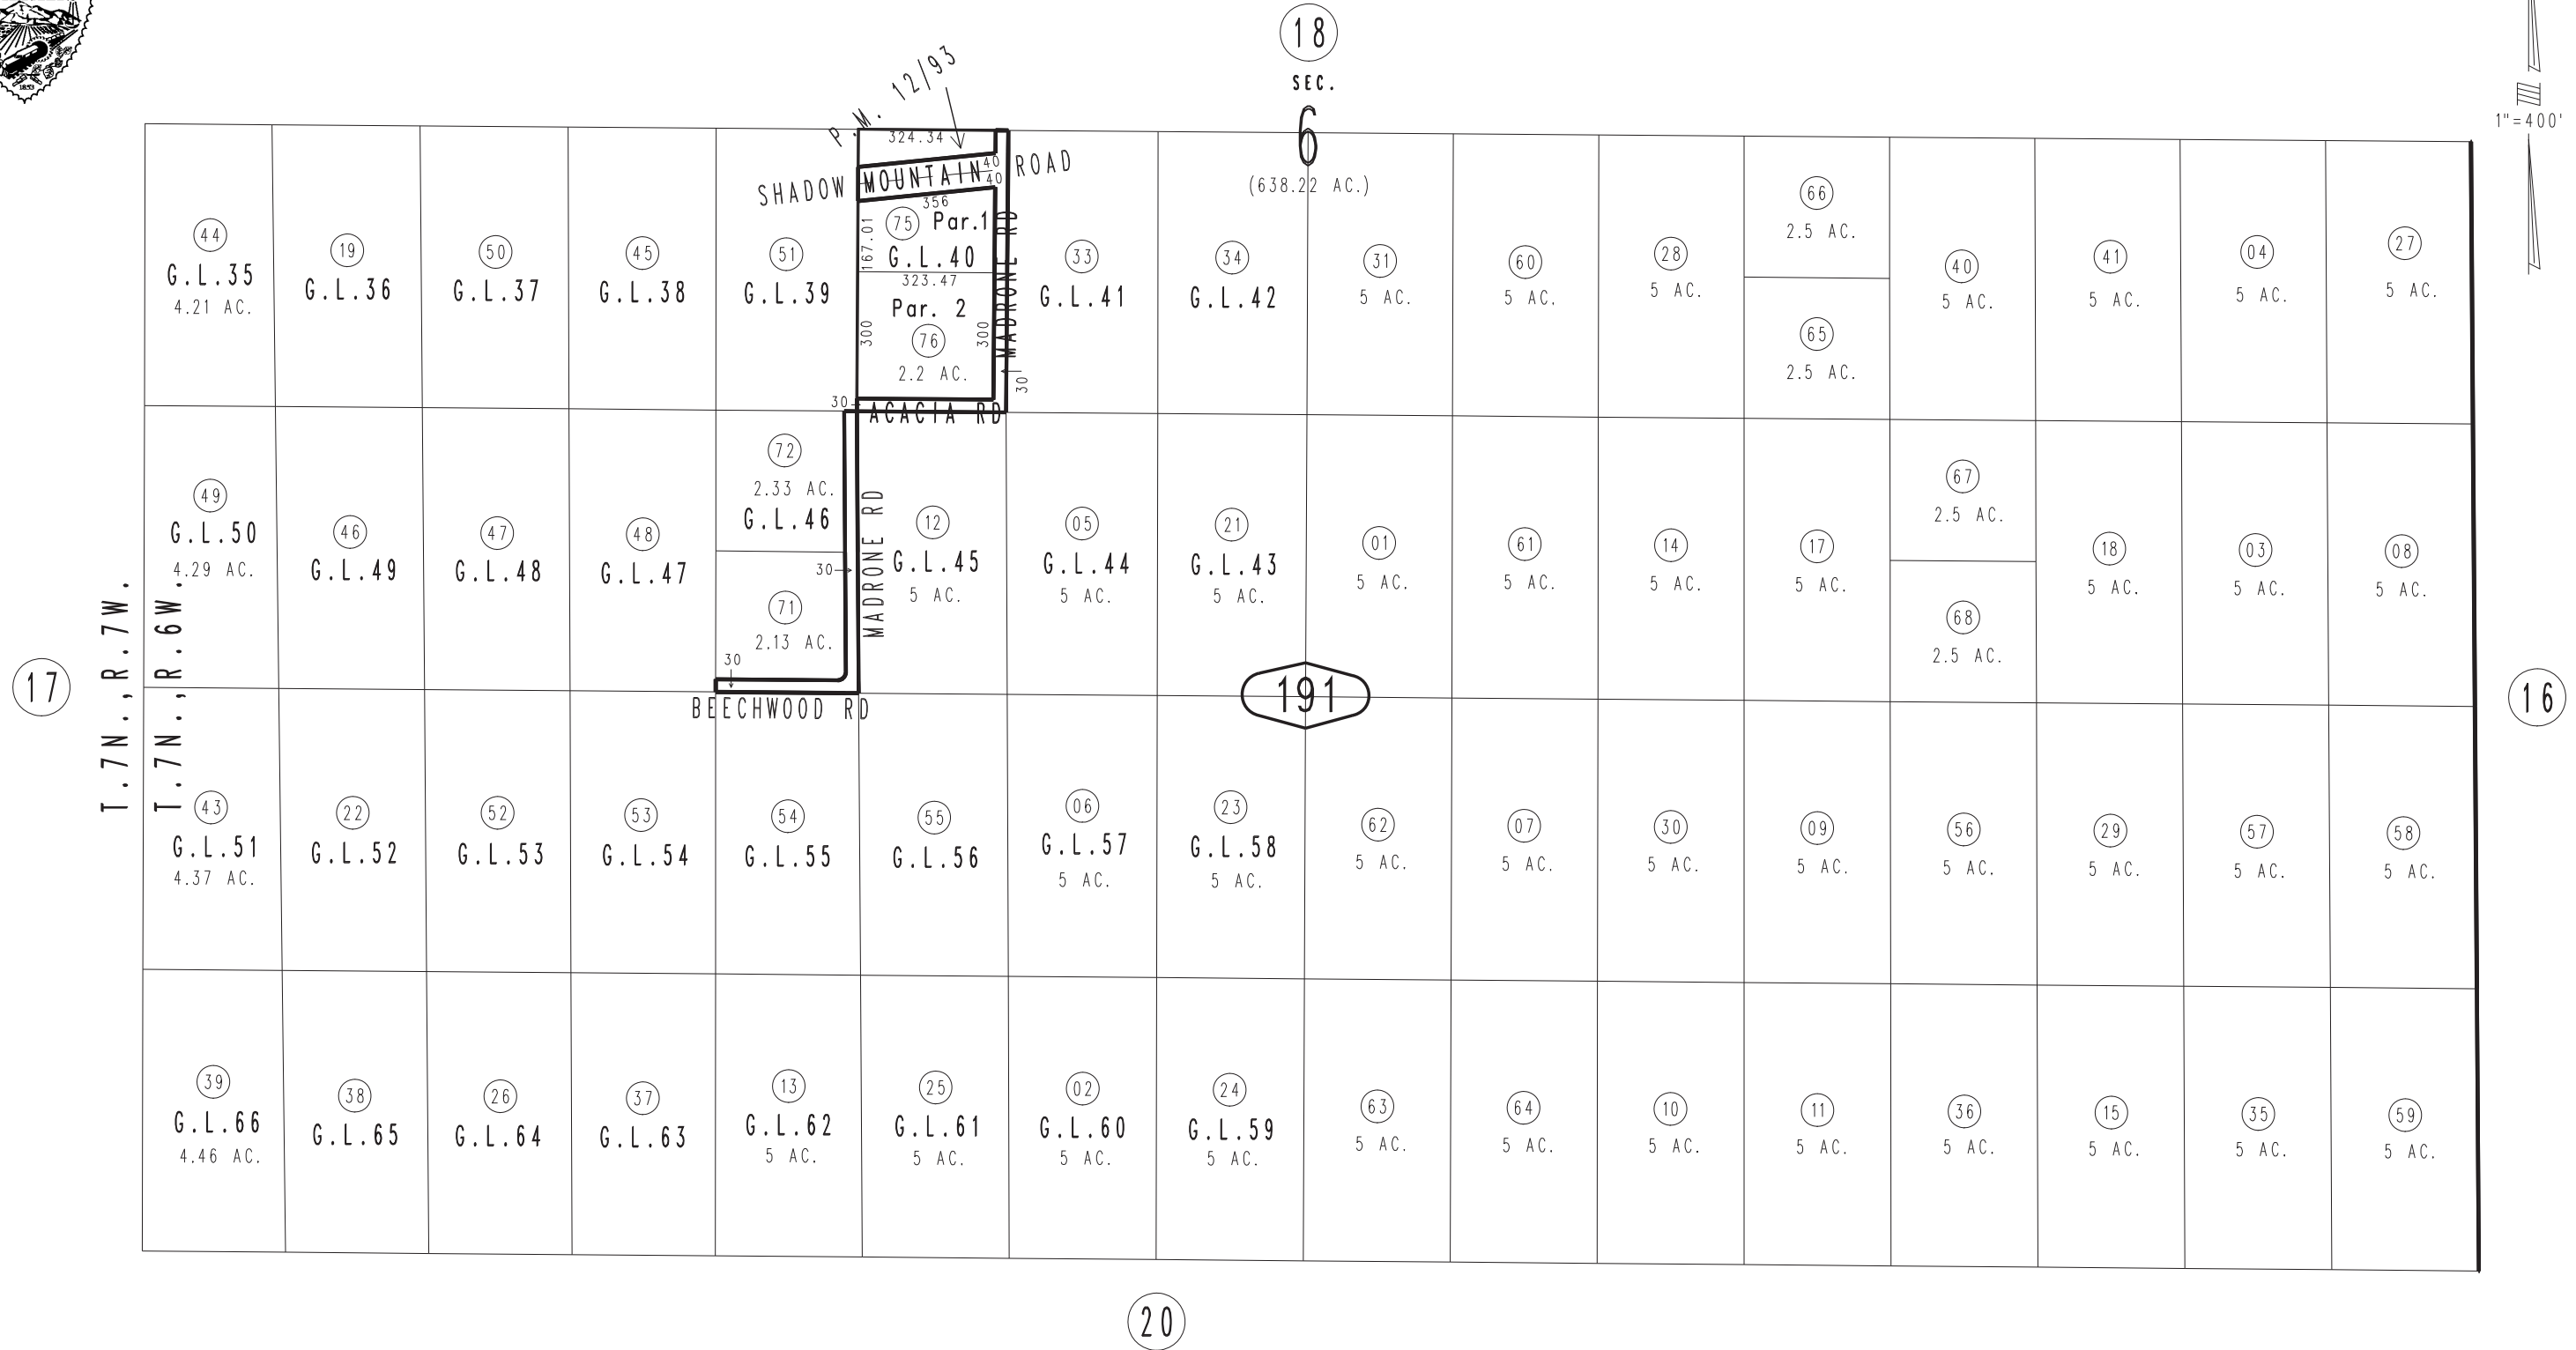 18
SEC.
6
(638.22 AC.)
1"=400'
1853
P.M. 12/93
324.34
SHADOW MOUNTAIN ROAD
40
40
356
167.01
75
Par.1
G.L.40
323.47
Par. 2
300
300
76
2.2 AC.
MADRONE RD
30
30
ACACIA RD
44
G.L.35
4.21 AC.
19
G.L.36
50
G.L.37
45
G.L.38
51
G.L.39
33
G.L.41
34
G.L.42
31
5 AC.
60
5 AC.
28
5 AC.
66
2.5 AC.
65
2.5 AC.
40
5 AC.
41
5 AC.
04
5 AC.
27
5 AC.
49
G.L.50
4.29 AC.
46
G.L.49
47
G.L.48
48
G.L.47
72
2.33 AC.
G.L.46
30
71
2.13 AC.
30
MADRONE RD
BEECHWOOD RD
12
G.L.45
5 AC.
05
G.L.44
5 AC.
21
G.L.43
5 AC.
01
5 AC.
61
5 AC.
14
5 AC.
17
5 AC.
67
2.5 AC.
68
2.5 AC.
18
5 AC.
03
5 AC.
08
5 AC.
T.7N.,R.7W.
T.7N.,R.6W.
17
191
16
43
G.L.51
4.37 AC.
22
G.L.52
52
G.L.53
53
G.L.54
54
G.L.55
55
G.L.56
06
G.L.57
5 AC.
23
G.L.58
5 AC.
62
5 AC.
07
5 AC.
30
5 AC.
09
5 AC.
56
5 AC.
29
5 AC.
57
5 AC.
58
5 AC.
39
G.L.66
4.46 AC.
38
G.L.65
26
G.L.64
37
G.L.63
13
G.L.62
5 AC.
25
G.L.61
5 AC.
02
G.L.60
5 AC.
24
G.L.59
5 AC.
63
5 AC.
64
5 AC.
10
5 AC.
11
5 AC.
36
5 AC.
15
5 AC.
35
5 AC.
59
5 AC.
20